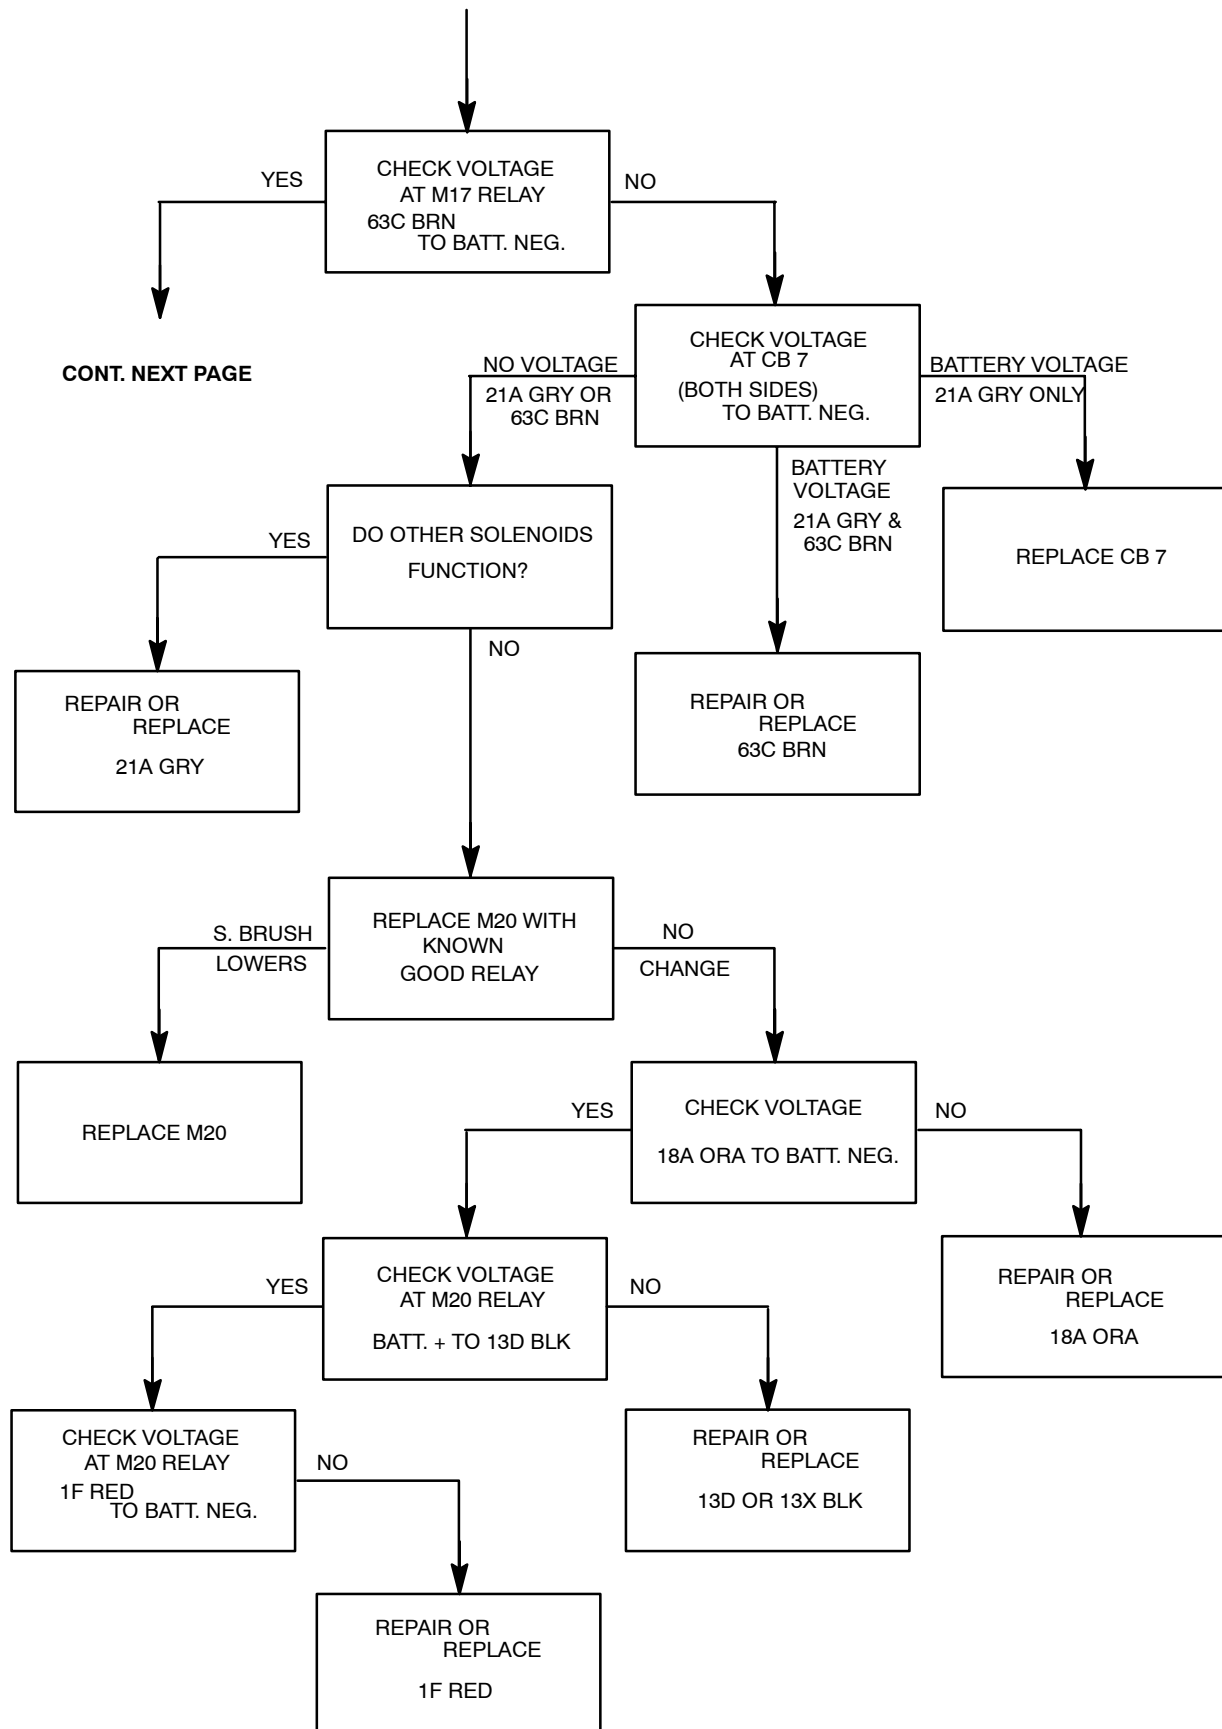 YES
CHECK VOLTAGE
AT M17 RELAY
63C BRN
TO BATT. NEG.
NO
CONT. NEXT PAGE
NO VOLTAGE
21A GRY OR
63C BRN
CHECK VOLTAGE
AT CB 7
(BOTH SIDES)
TO BATT. NEG.
BATTERY VOLTAGE
21A GRY ONLY
BATTERY
VOLTAGE
21A GRY &
63C BRN
YES
DO OTHER SOLENOIDS
FUNCTION?
NO
REPLACE CB 7
REPAIR OR
REPLACE
21A GRY
REPAIR OR
REPLACE
63C BRN
S. BRUSH
LOWERS
REPLACE M20 WITH
KNOWN
GOOD RELAY
NO
CHANGE
REPLACE M20
YES
CHECK VOLTAGE
18A ORA TO BATT. NEG.
NO
YES
CHECK VOLTAGE
AT M20 RELAY
BATT. + TO 13D BLK
NO
REPAIR OR
REPLACE
18A ORA
CHECK VOLTAGE
AT M20 RELAY
1F RED
TO BATT. NEG.
NO
REPAIR OR
REPLACE
13D OR 13X BLK
REPAIR OR
REPLACE
1F RED